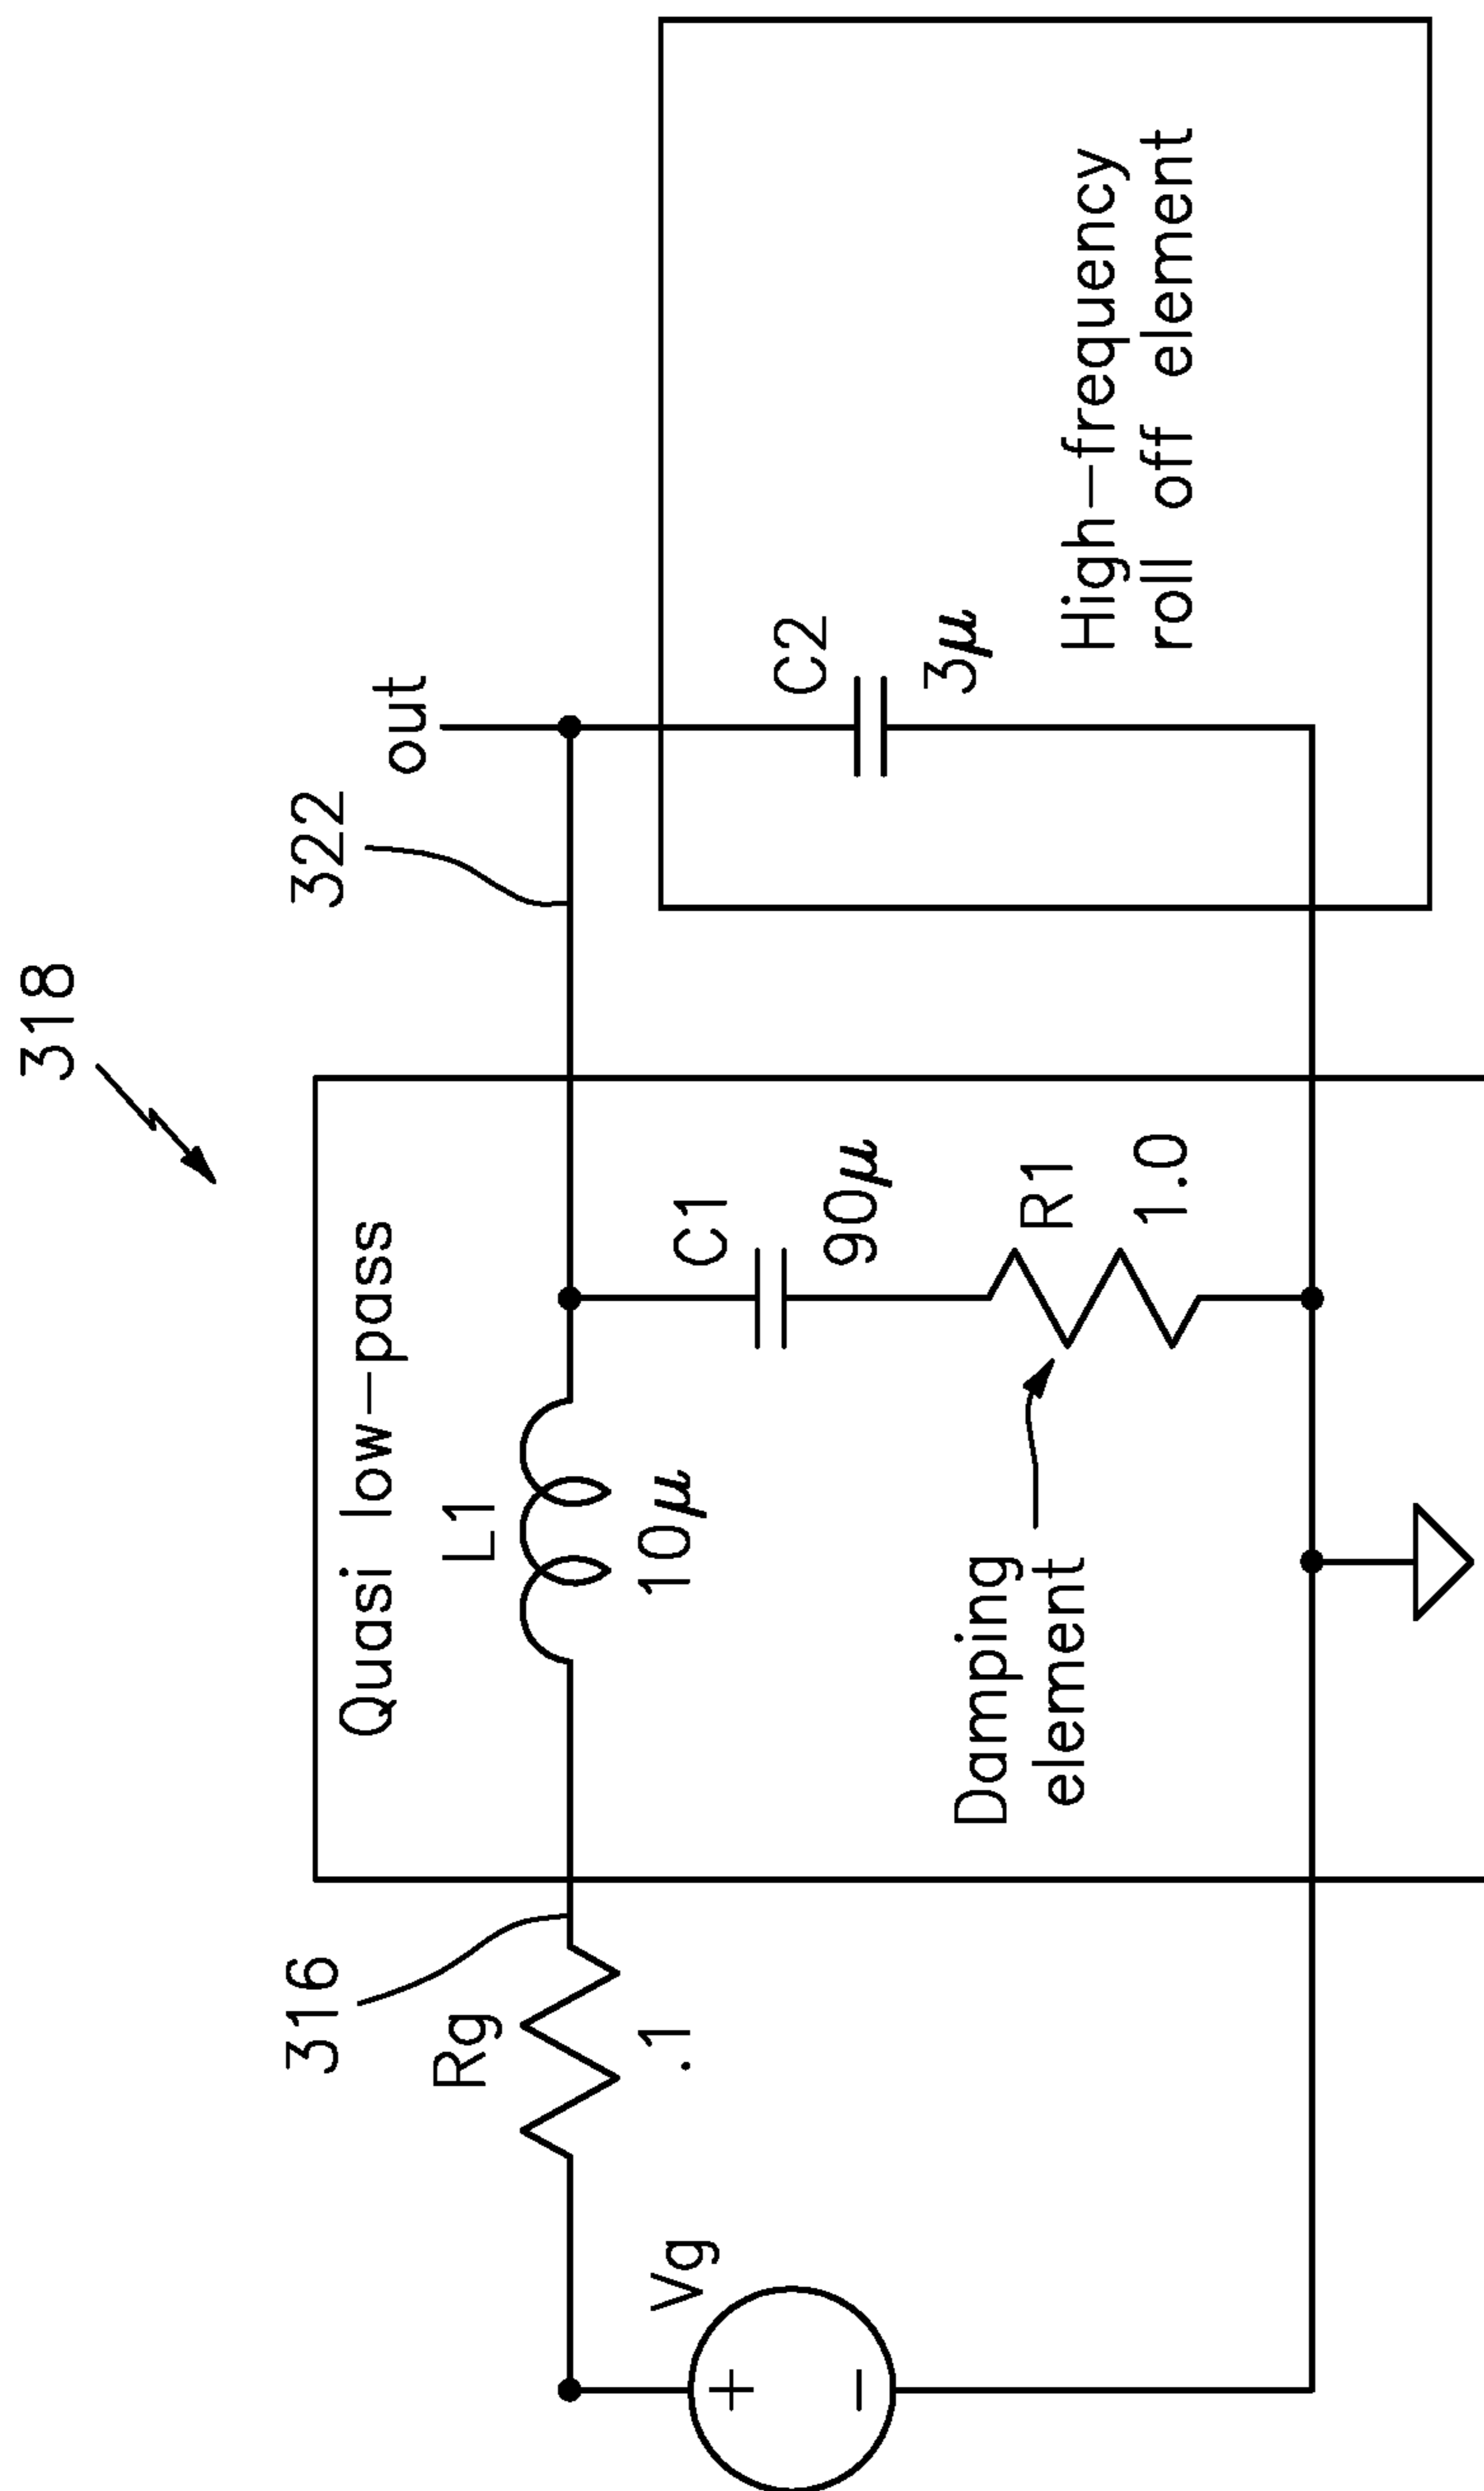 318
322
out
316
Quasi low-pass
Rg
.1
L1
10µ
Vg
+
-
C1
90µ
C2
3µ
Damping
element
R1
1.0
High-frequency
roll off element